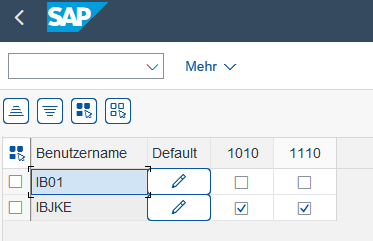 SAP
Mehr
Benutzername Default 1010 1110
IB01
IBJKE